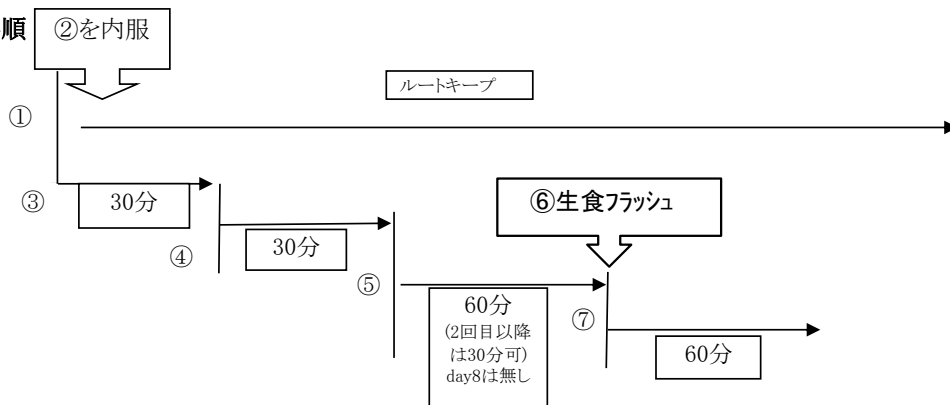 順
②を内服
ルートキープ
①
③
30分
④
30分
⑥生食フラッシュ
⑤
60分
(2回目以降
は30分可)
day8は無し
⑦
60分